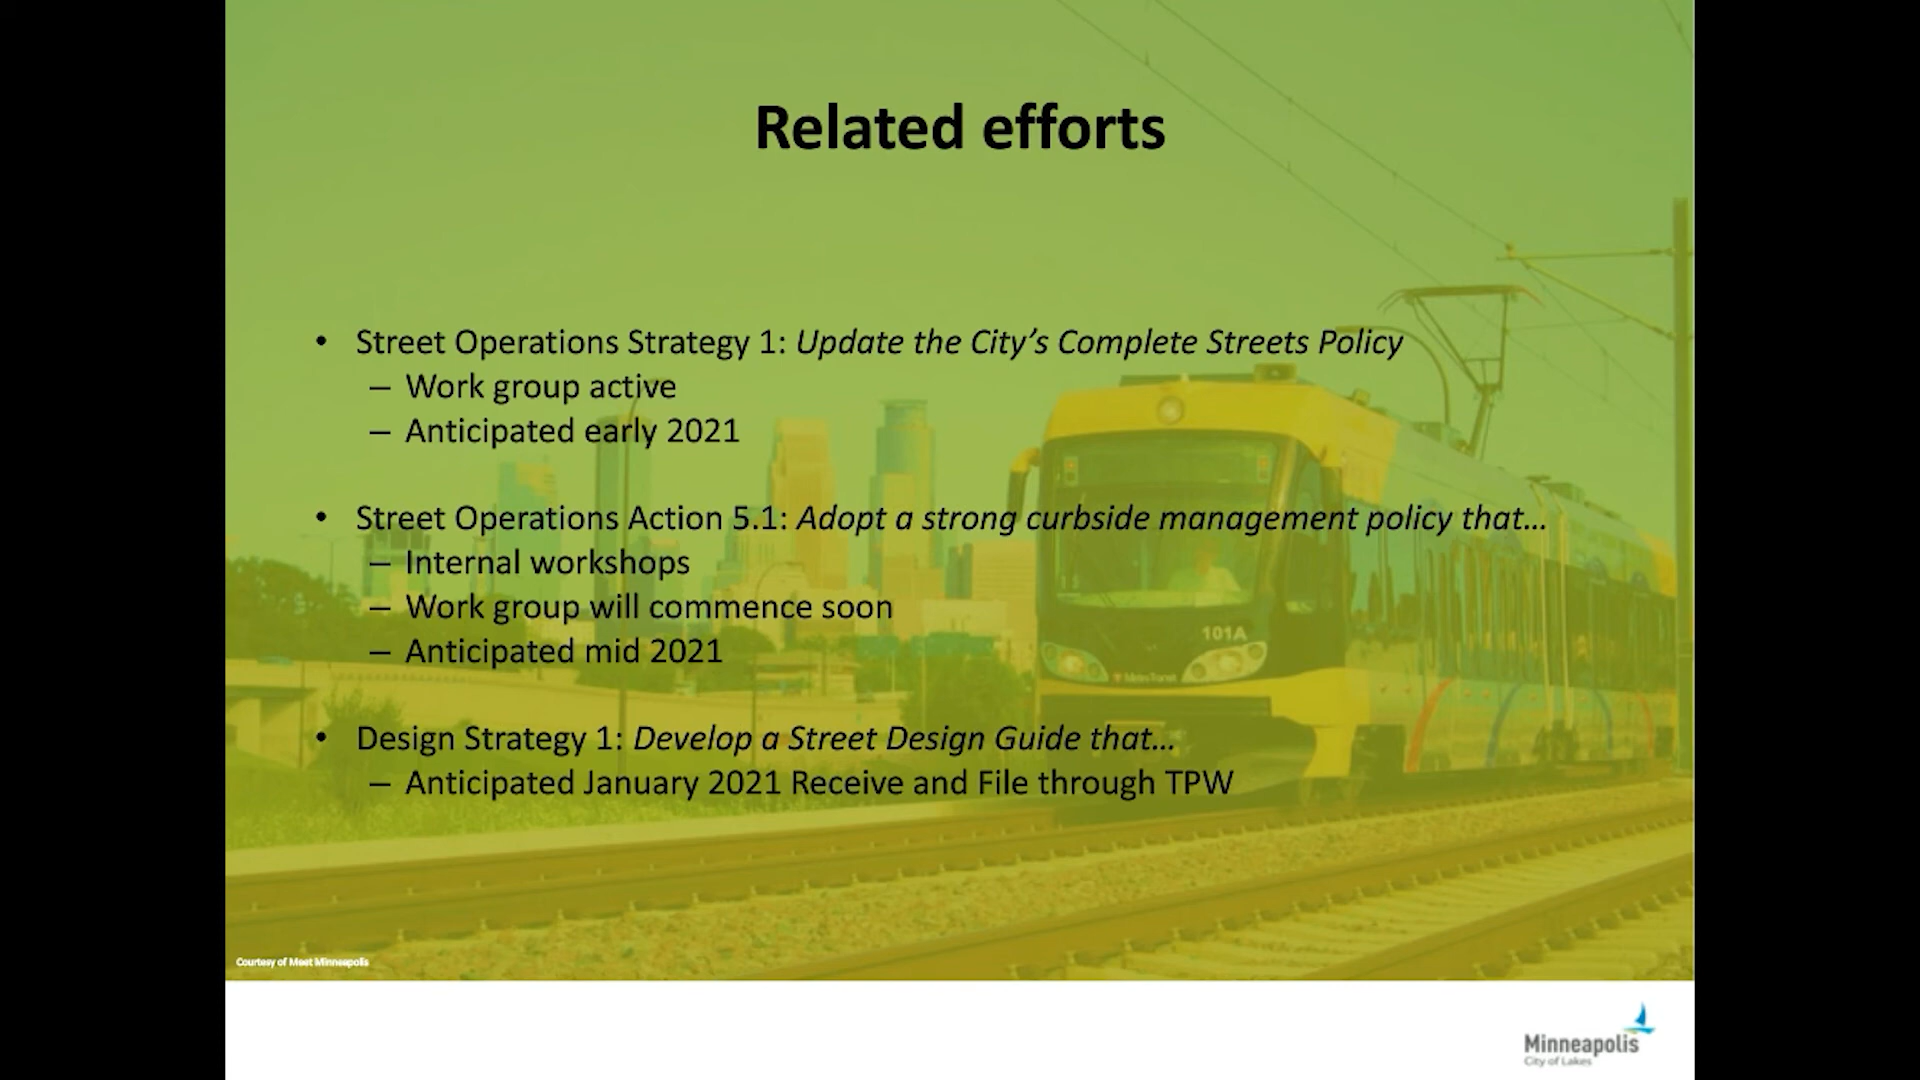 Related efforts
• Street Operations Strategy 1: Update the City’s Complete Streets Policy
– Work group active
– Anticipated early 2021
• Street Operations Action 5.1: Adopt a strong curbside management policy that…
– Internal workshops
– Work group will commence soon
– Anticipated mid 2021
• Design Strategy 1: Develop a Street Design Guide that…
– Anticipated January 2021 Receive and File through TPW
101A
MetroTransit
Courtesy of Meet Minneapolis
Minneapolis
City of Lakes